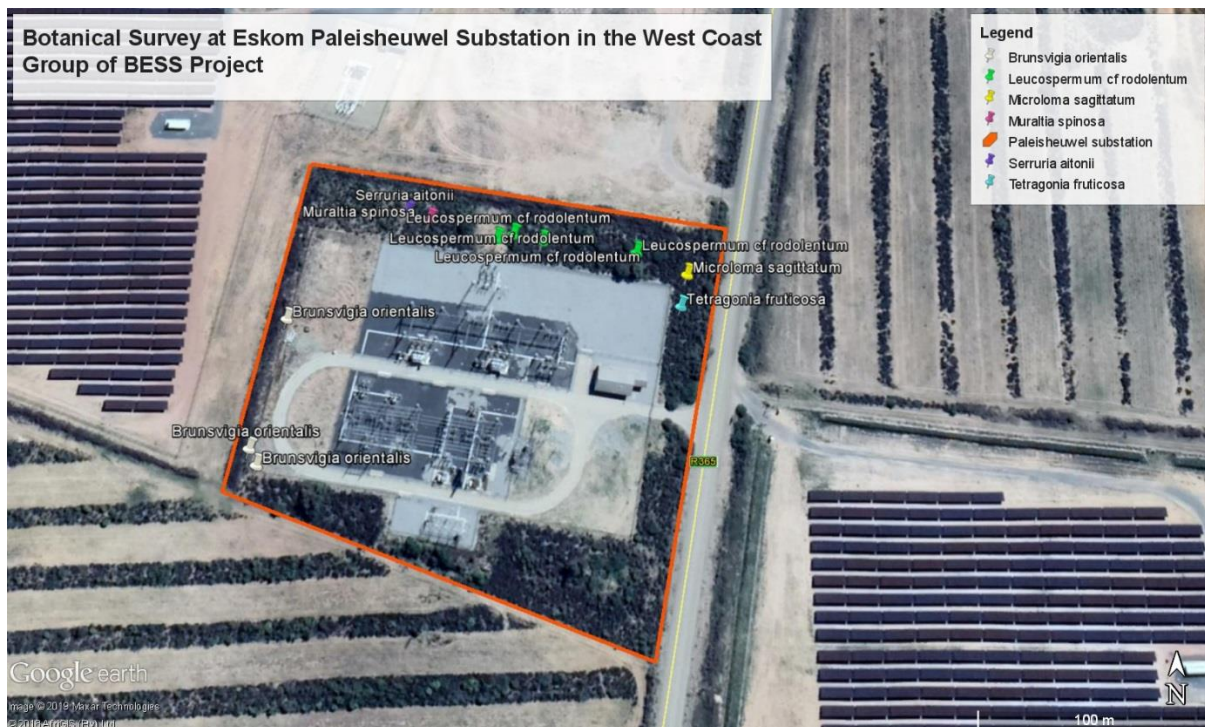 Botanical Survey at Eskom Paleisheuwel Substation in the West Coast
Group of BESS Project
Legend
Brunsvigia orientalis
Leucospermum cf rodolentum
Microloma sagittatum
Muraltia spinosa
Paleisheuwel substation
Serruria aitonii
Tetragonia fruticosa
Serruria aitonii
Muraltia spinosa
Leucospermum cf rodolentum
Leucospermum cf rodolentum
Leucospermum cf rodolentum
Leucospermum cf rodolentum
Microloma sagittatum
Tetragonia fruticosa
Brunsvigia orientalis
Brunsvigia orientalis
Brunsvigia orientalis
R365
Google earth
Image © 2019 Maxar Technologies
N
100 m